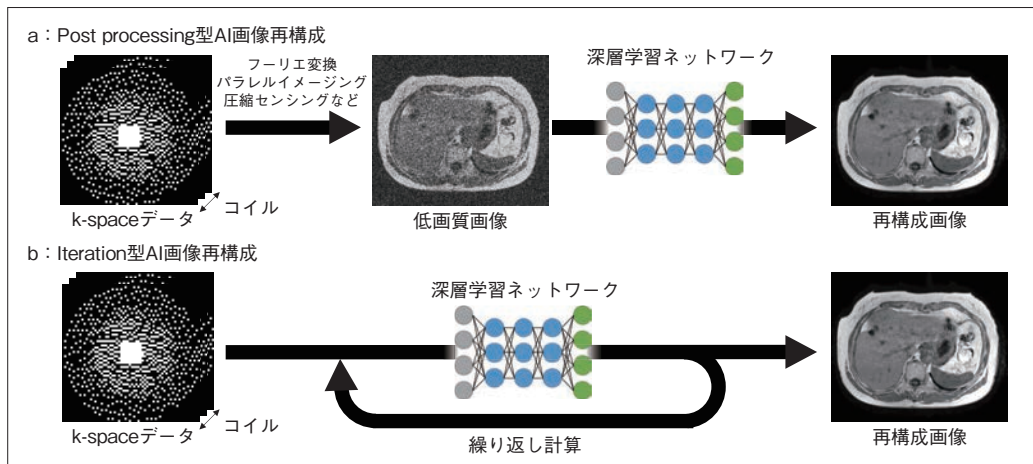 a：Post processing型AI画像再構成
フーリエ変換
パラレルイメージング
圧縮センシングなど
深層学習ネットワーク
コイル
k-spaceデータ
低画質画像
再構成画像
b：Iteration型AI画像再構成
深層学習ネットワーク
コイル
k-spaceデータ
繰り返し計算
再構成画像